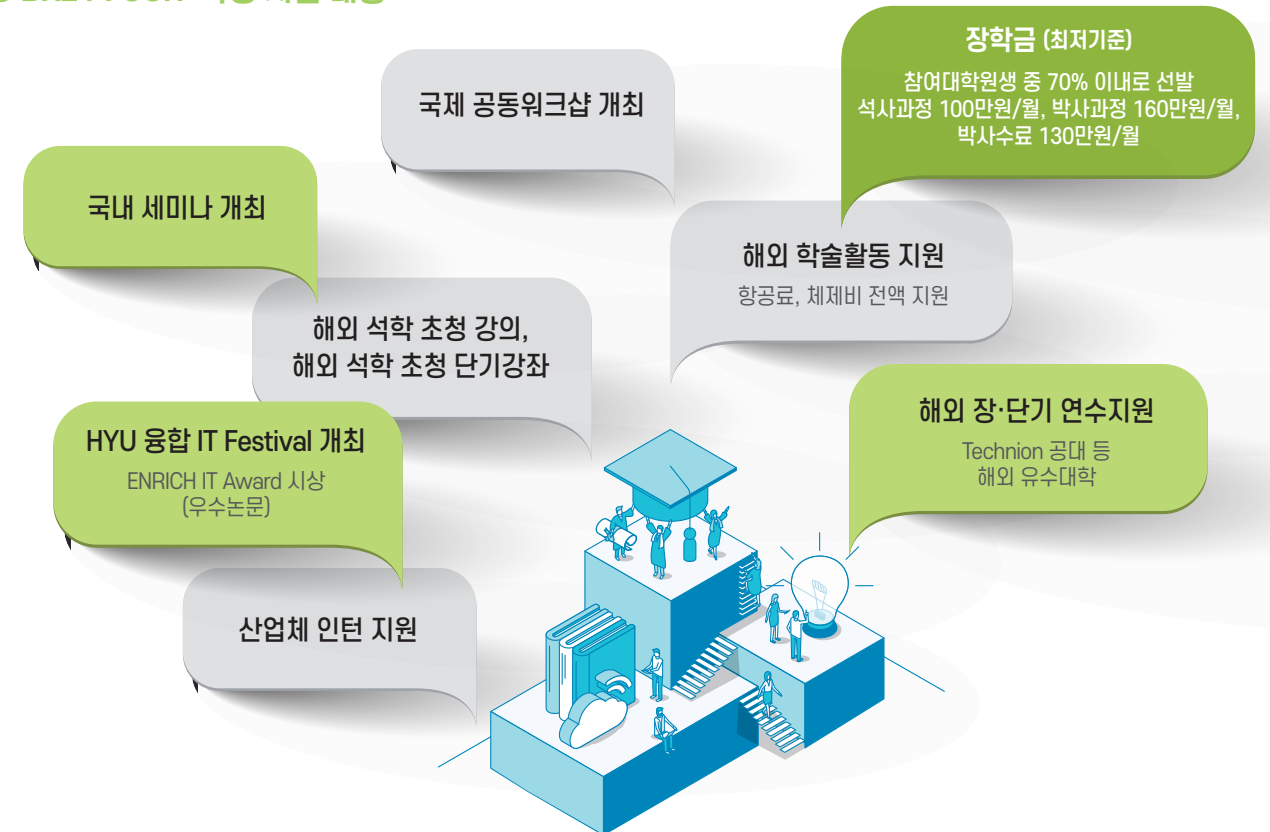 국제 공동워크샵 개최
장학금 (최저기준)
참여대학원생 중 70% 이내로 선발
석사과정 100만원/월, 박사과정 160만원/월,
박사수료 130만원/월
국내 세미나 개최
해외 학술활동 지원
항공료, 체제비 전액 지원
해외 석학 초청 강의,
해외 석학 초청 단기강좌
해외 장·단기 연수지원
Technion 공대 등
해외 유수대학
HYU 융합 IT Festival 개최
ENRICH IT Award 시상
(우수논문)
산업체 인턴 지원